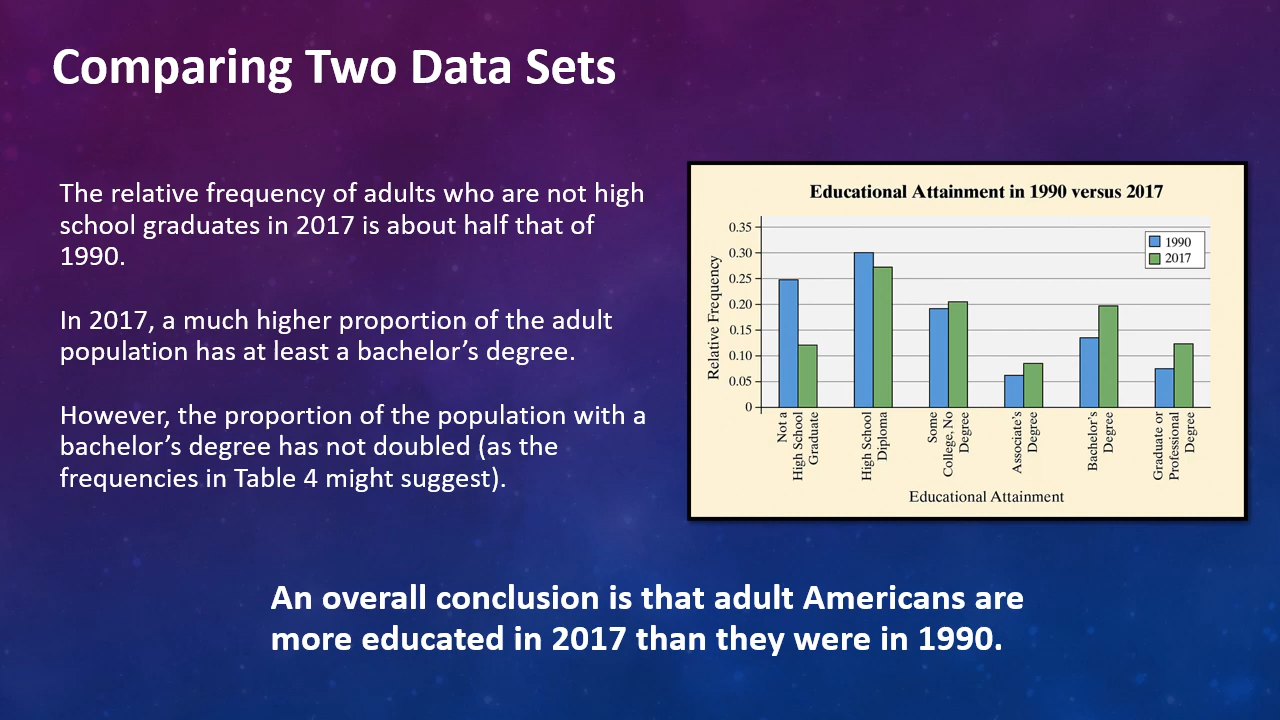 Comparing Two Data Sets
The relative frequency of adults who are not high
school graduates in 2017 is about half that of
1990.
In 2017, a much higher proportion of the adult
population has at least a bachelor’s degree.
However, the proportion of the population with a
bachelor’s degree has not doubled (as the
frequencies in Table 4 might suggest).
Educational Attainment in 1990 versus 2017
Relative Frequency
0.35
0.30
0.25
0.20
0.15
0.10
0.05
0
1990
2017
Not a
High School
Graduate
High School
Diploma
Some
College, No
Degree
Associate’s
Degree
Bachelor’s
Degree
Graduate or
Professional
Degree
Educational Attainment
An overall conclusion is that adult Americans are
more educated in 2017 than they were in 1990.